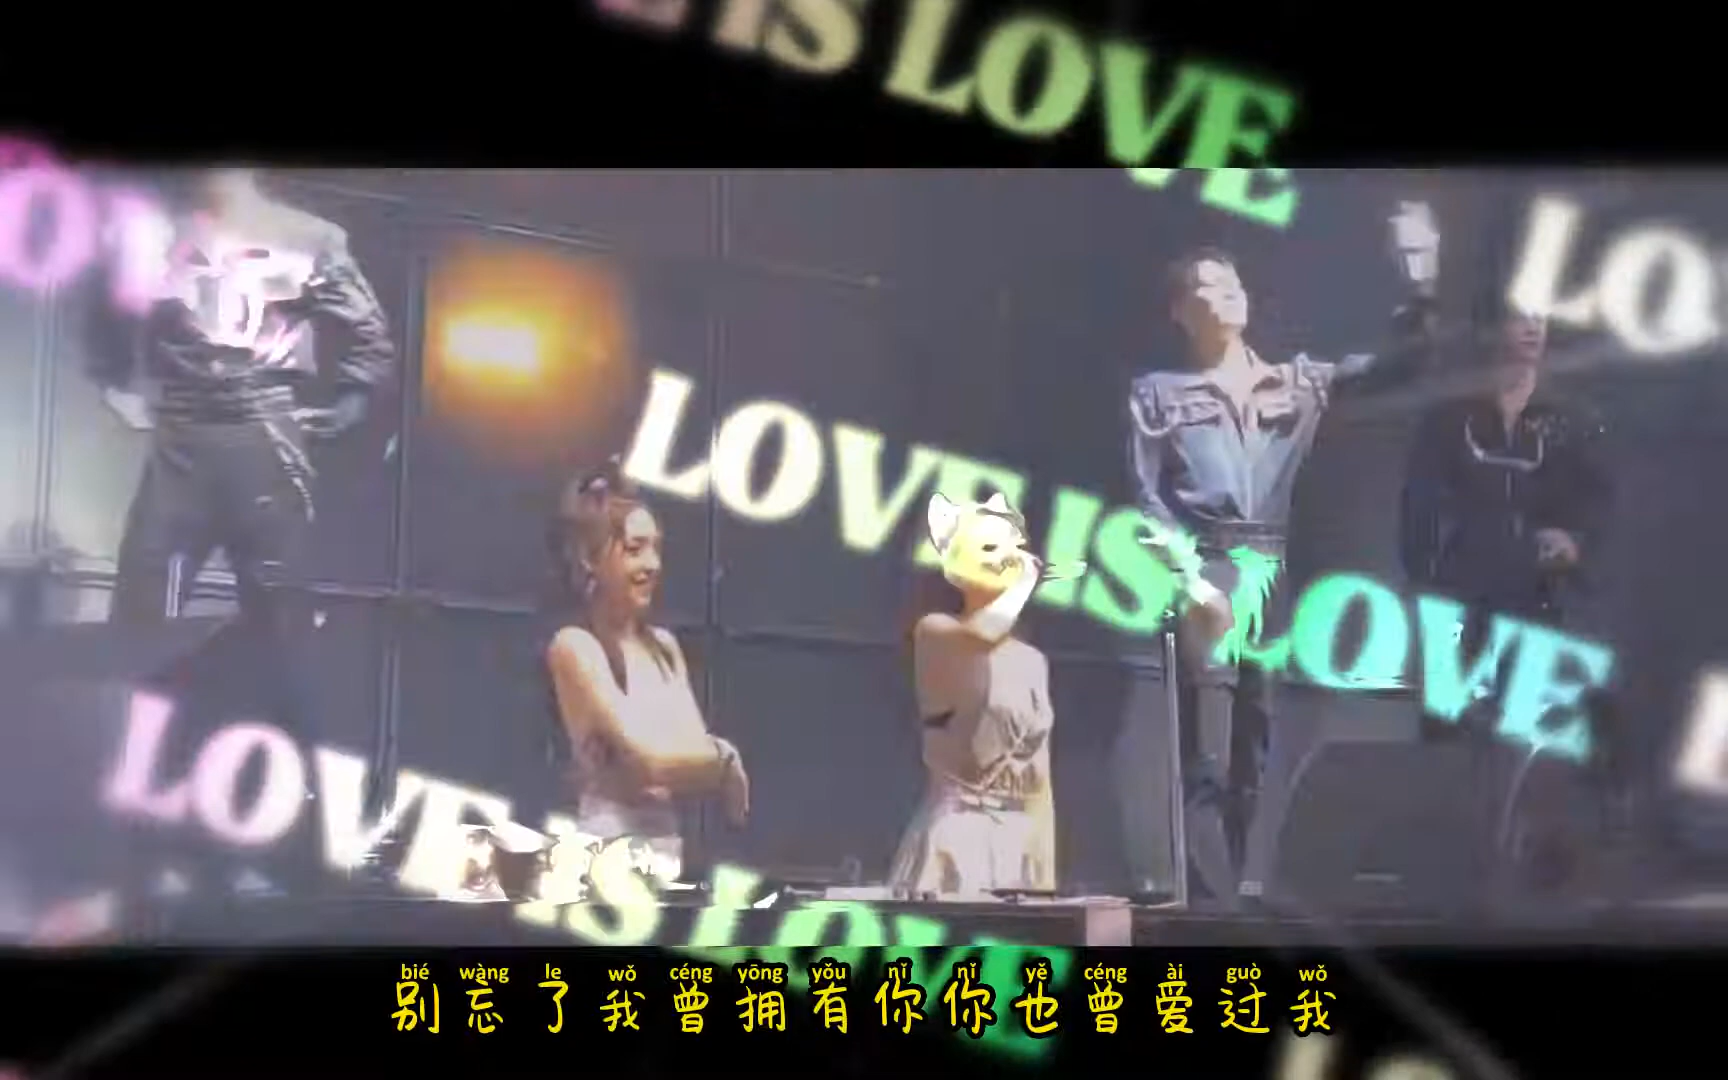 IS LOVE
LOVE
LO
LOVE IS LOVE
LOVE IS LOVE
bié wàng le wǒ céng yōng yǒu nǐ nǐ yě céng ài guò wǒ
别忘了我曾拥有你你也曾爱过我